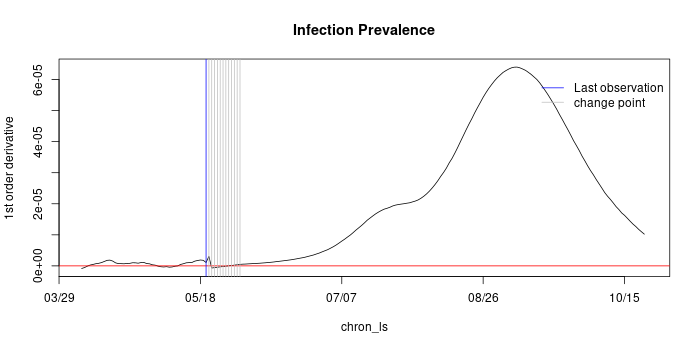 Infection Prevalence
1st order derivative
6e-05
4e-05
2e-05
0e+00
Last observation
change point
03/29 05/18 07/07 08/26 10/15
chron_ls